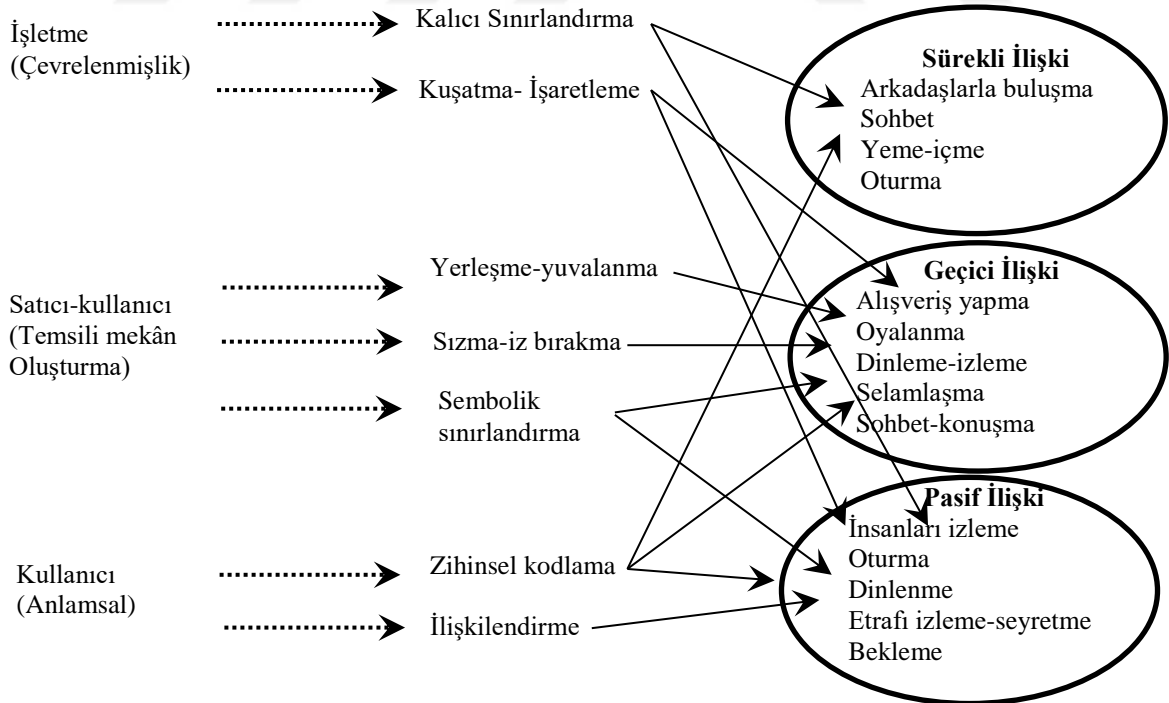 İşletme
(Çevrelenmişlik)
Kalıcı Sınırlandırma
Kuşatma- İşaretleme
Satıcı-kullanıcı
(Temsili mekân
Oluşturma)
Yerleşme-yuvalanma
Sızma-iz bırakma
Sembolik
sınırlandırma
Kullanıcı
(Anlamsal)
Zihinsel kodlama
İlişkilendirme
Sürekli İlişki
Arkadaşlarla buluşma
Sohbet
Yeme-içme
Oturma
Geçici İlişki
Alışveriş yapma
Oyalanma
Dinleme-izleme
Selamlaşma
Sohbet-konuşma
Pasif İlişki
İnsanları izleme
Oturma
Dinlenme
Etrafı izleme-seyretme
Bekleme